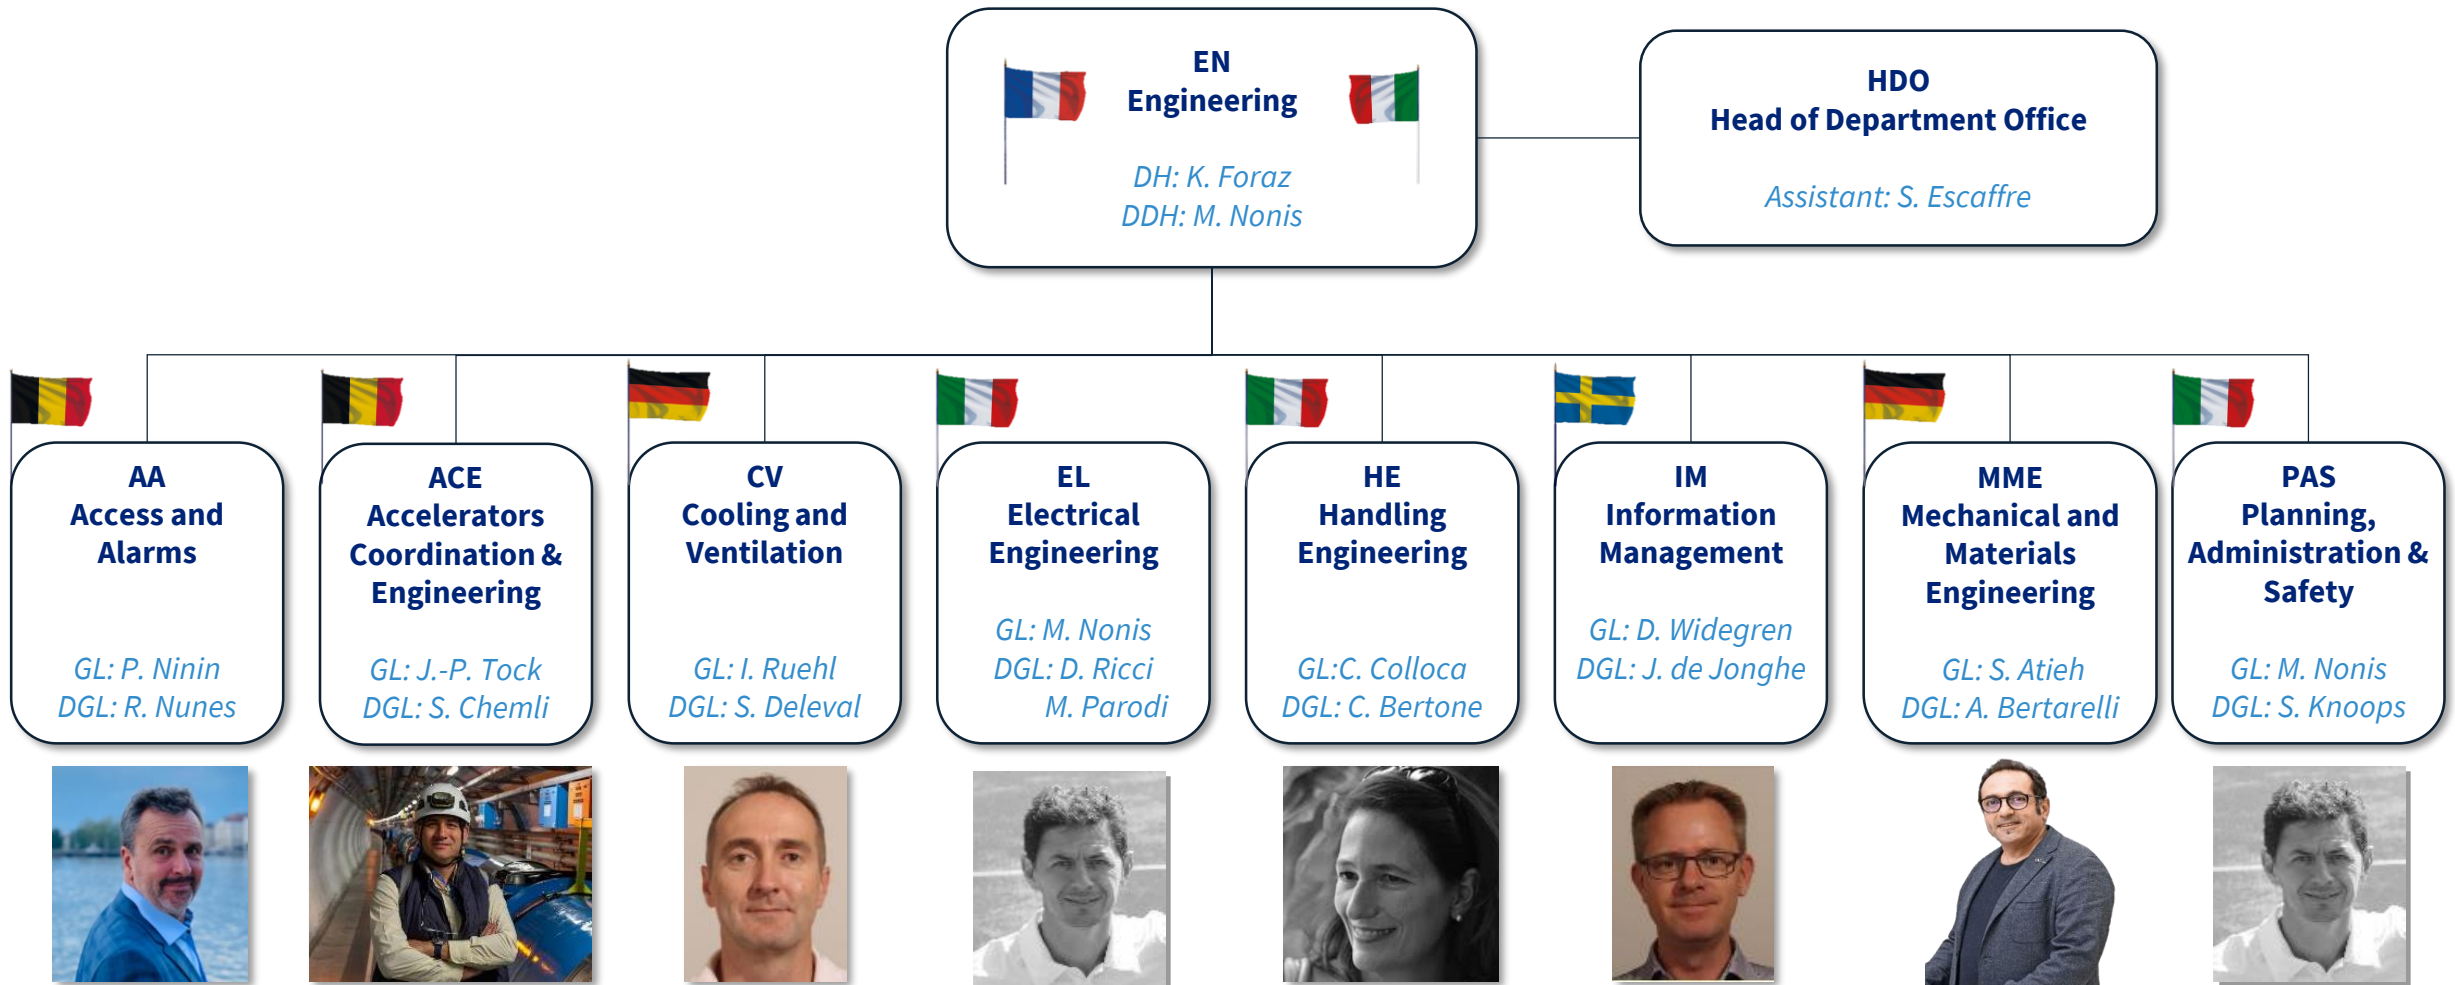 EN
Engineering
DH: K. Foraz
DDH: M. Nonis
HDO
Head of Department Office
Assistant: S. Escaffre
AA
Access and
Alarms
GL: P. Ninin
DGL: R. Nunes
ACE
Accelerators
Coordination &
Engineering
GL: J.-P. Tock
DGL: S. Chemli
CV
Cooling and
Ventilation
GL: I. Ruehl
DGL: S. Deleval
EL
Electrical
Engineering
GL: M. Nonis
DGL: D. Ricci
M. Parodi
HE
Handling
Engineering
GL:C. Colloca
DGL: C. Bertone
IM
Information
Management
GL: D. Widegren
DGL: J. de Jonghe
MME
Mechanical and
Materials
Engineering
GL: S. Atieh
DGL: A. Bertarelli
PAS
Planning,
Administration &
Safety
GL: M. Nonis
DGL: S. Knoops